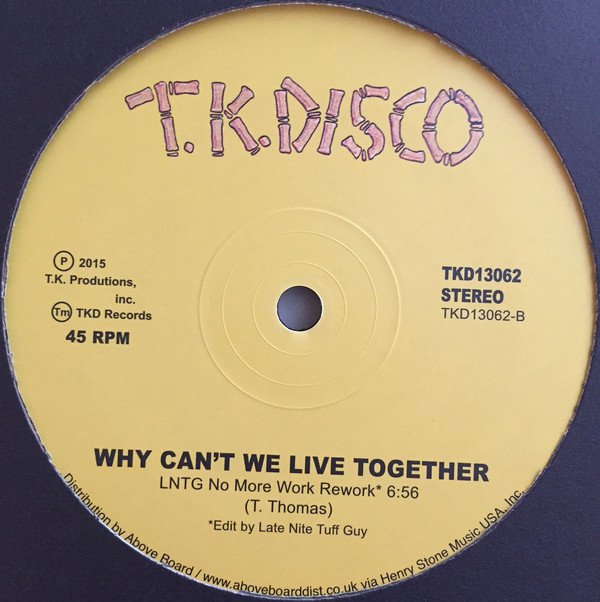 T.K.DISCO
℗ 2015
T.K. Produtions,
inc.
Tm TKD Records
45 RPM
TKD13062
STEREO
TKD13062-B
WHY CAN'T WE LIVE TOGETHER
LNTG No More Work Rework* 6:56
(T. Thomas)
*Edit by Late Nite Tuff Guy
Distribution by Above Board / www.aboveboarddist.co.uk via Henry Stone Music USA, Inc.